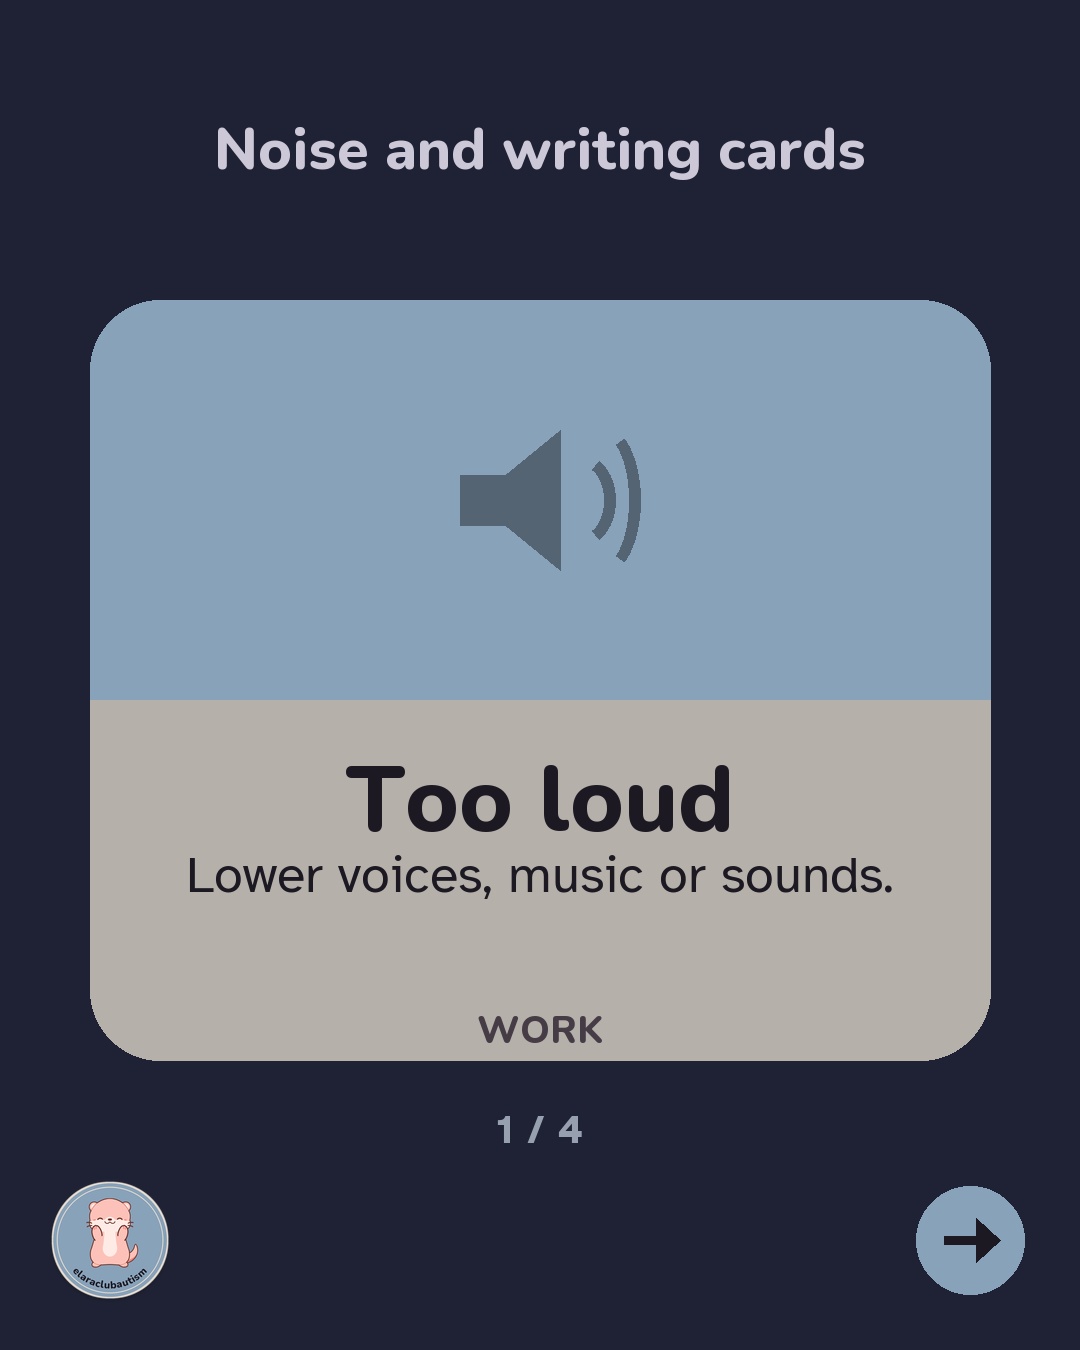 Noise and writing cards
Too loud
Lower voices, music or sounds.
WORK
1 / 4
elaraclubautism